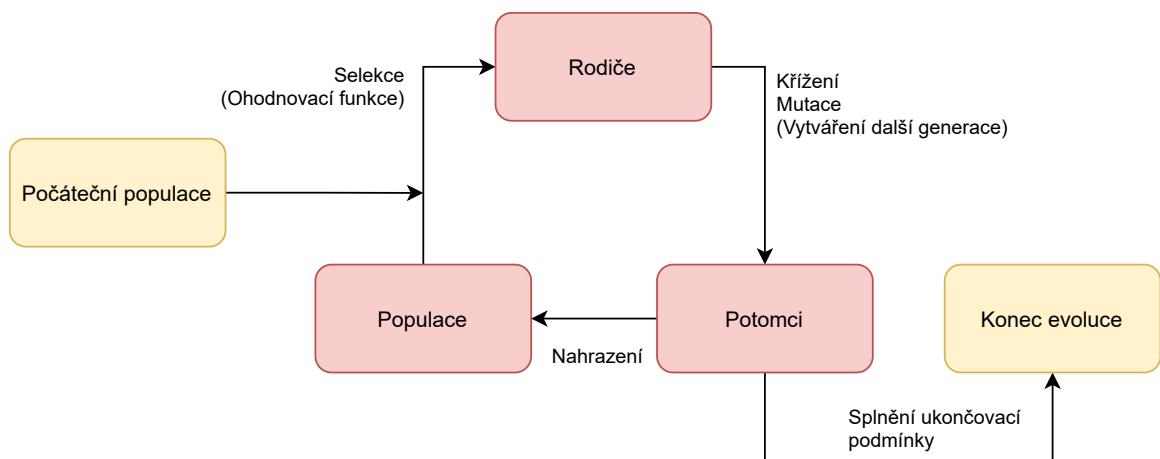 Rodiče
Selekce
(Ohodnovací funkce)
Křížení
Mutace
(Vytváření další generace)
Počáteční populace
Populace
Potomci
Konec evoluce
Nahrazení
Splnění ukončovací
podmínky